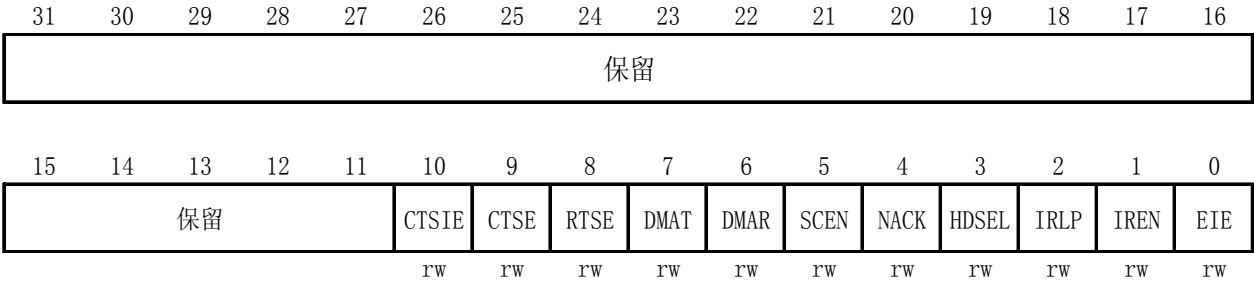 31 30 29 28 27 26 25 24 23 22 21 20 19 18 17 16
保留
15 14 13 12 11 10 9 8 7 6 5 4 3 2 1 0
保留 CTSIE CTSE RTSE DMAT DMAR SCEN NACK HDSEL IRLP IREN EIE
rw rw rw rw rw rw rw rw rw rw rw